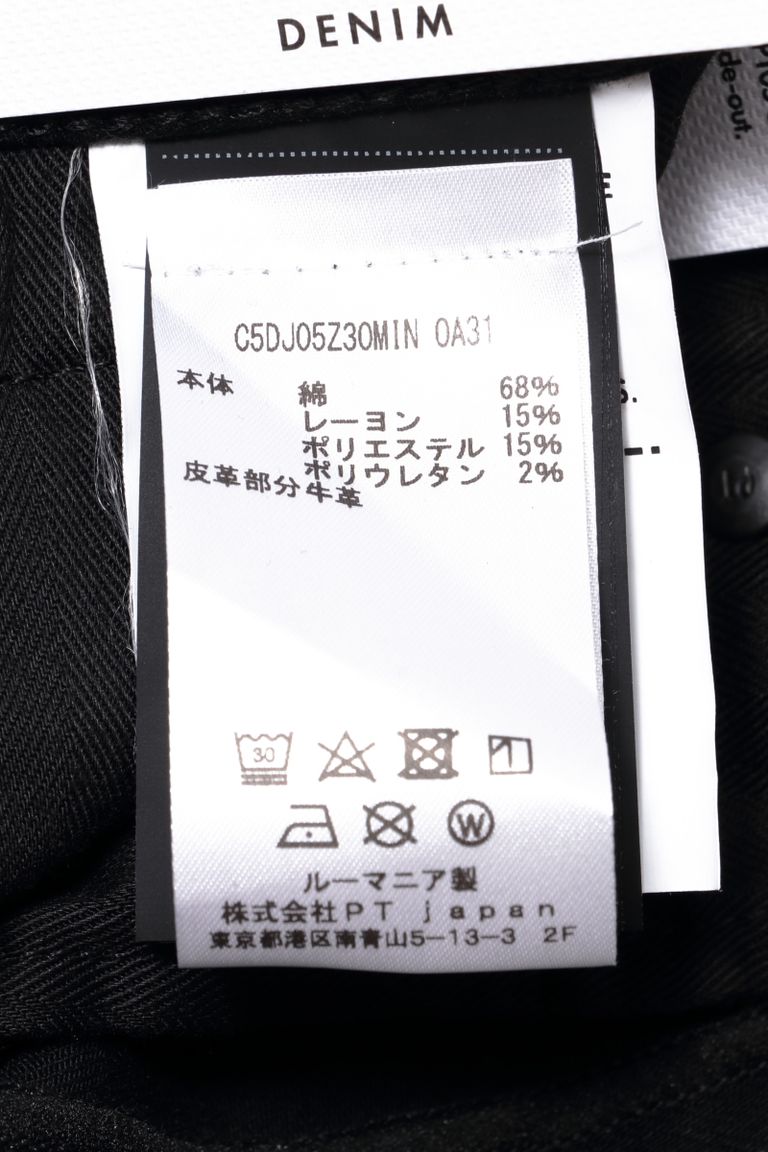 DENIM
de-out.
E
S.
C5DJ05Z30MIN 0A31
本体 綿 68%
レーヨン 15%
ポリエステル 15%
ポリウレタン 2%
皮革部分牛革
30
W
ルーマニア製
株式会社PT japan
東京都港区南青山5-13-3 2F